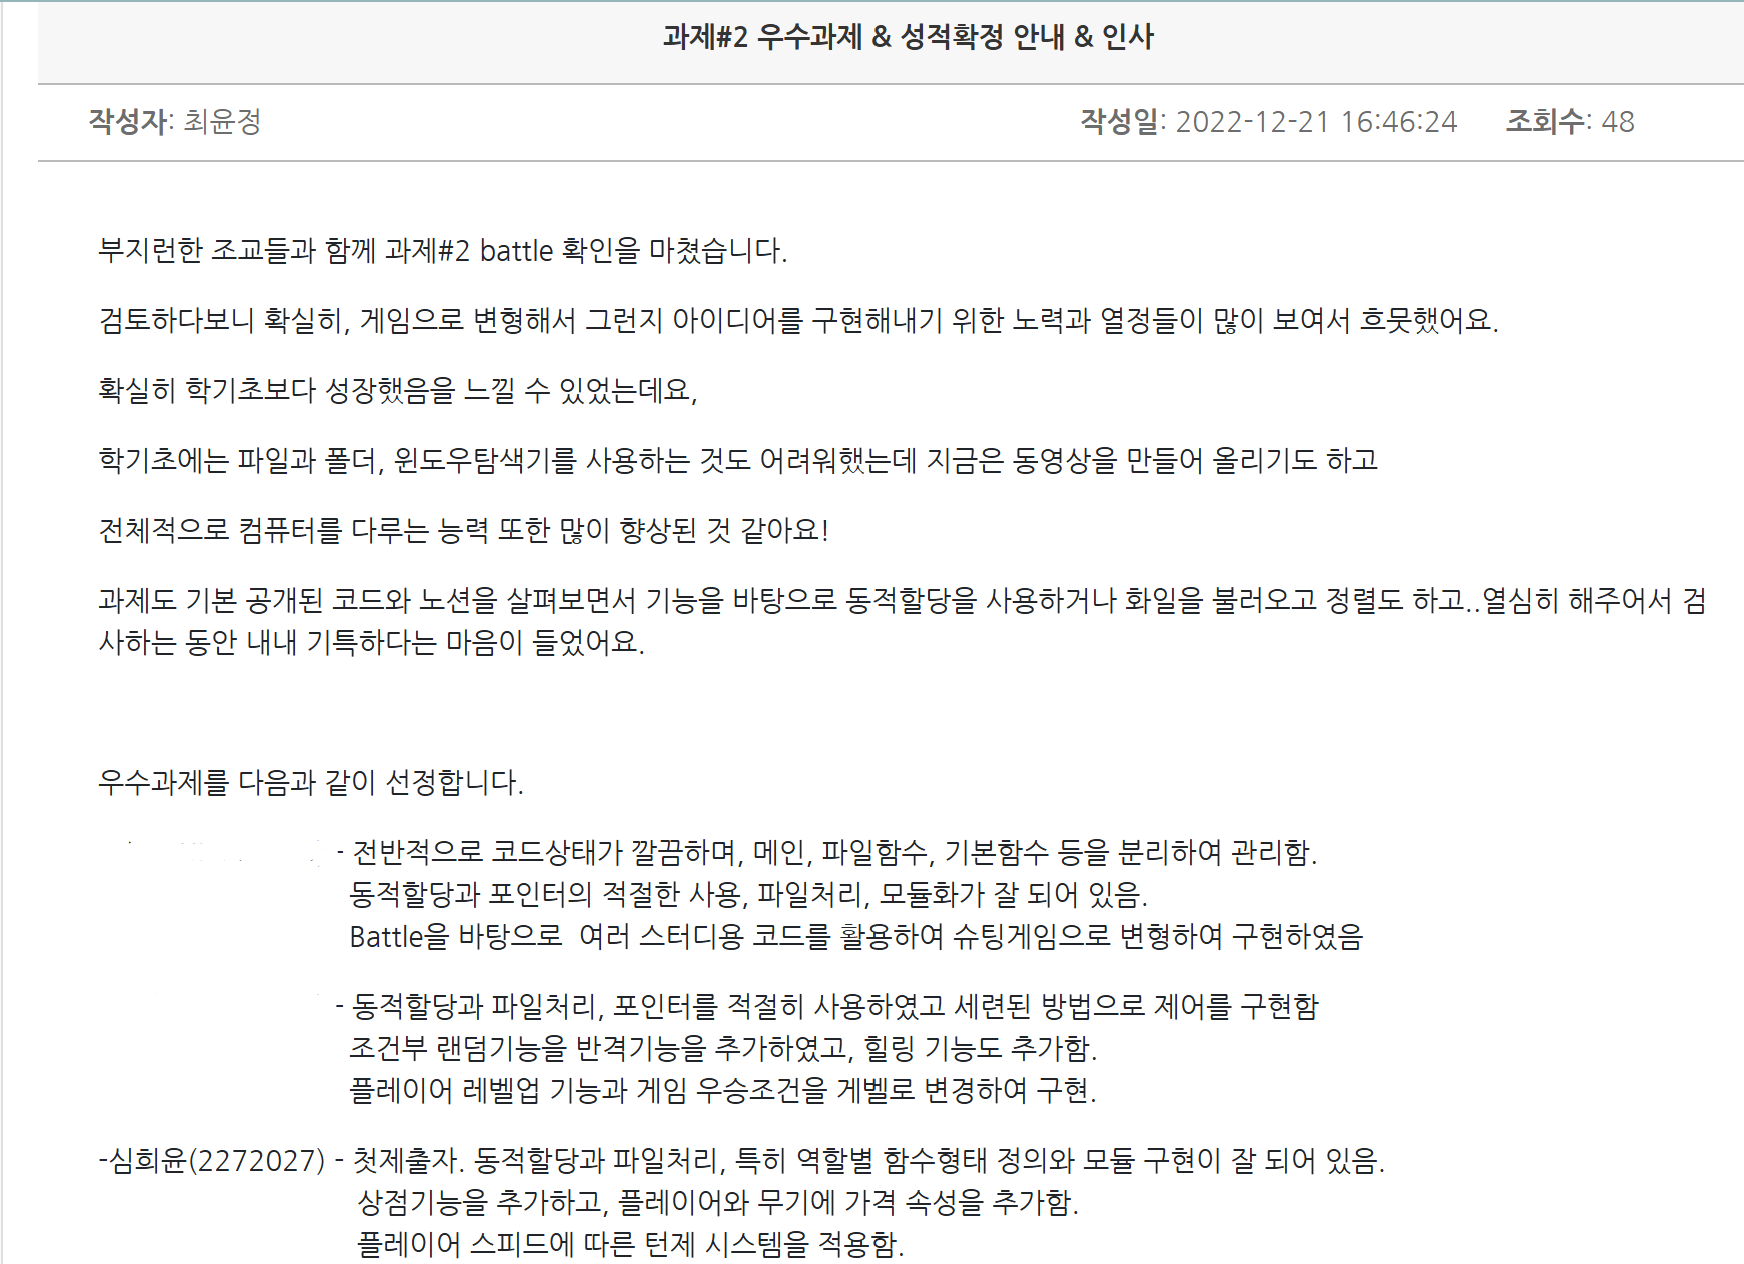 과제#2 우수과제 & 성적확정 안내 & 인사
작성자: 최윤정 작성일: 2022-12-21 16:46:24 조회수: 48
부지런한 조교들과 함께 과제#2 battle 확인을 마쳤습니다.
검토하다보니 확실히, 게임으로 변형해서 그런지 아이디어를 구현해내기 위한 노력과 열정들이 많이 보여서 흐뭇했어요.
확실히 학기초보다 성장했음을 느낄 수 있었는데요,
학기초에는 파일과 폴더, 윈도우탐색기를 사용하는 것도 어려워했는데 지금은 동영상을 만들어 올리기도 하고
전체적으로 컴퓨터를 다루는 능력 또한 많이 향상된 것 같아요!
과제도 기본 공개된 코드와 노션을 살펴보면서 기능을 바탕으로 동적할당을 사용하거나 화일을 불러오고 정렬도 하고..열심히 해주어서 검
사하는 동안 내내 기특하다는 마음이 들었어요.
우수과제를 다음과 같이 선정합니다.
- 전반적으로 코드상태가 깔끔하며, 메인, 파일함수, 기본함수 등을 분리하여 관리함.
동적할당과 포인터의 적절한 사용, 파일처리, 모듈화가 잘 되어 있음.
Battle을 바탕으로 여러 스터디용 코드를 활용하여 슈팅게임으로 변형하여 구현하였음
- 동적할당과 파일처리, 포인터를 적절히 사용하였고 세련된 방법으로 제어를 구현함
조건부 랜덤기능을 반격기능을 추가하였고, 힐링 기능도 추가함.
플레이어 레벨업 기능과 게임 우승조건을 게벨로 변경하여 구현.
-심희윤(2272027) - 첫제출자. 동적할당과 파일처리, 특히 역할별 함수형태 정의와 모듈 구현이 잘 되어 있음.
상점기능을 추가하고, 플레이어와 무기에 가격 속성을 추가함.
플레이어 스피드에 따른 턴제 시스템을 적용함.